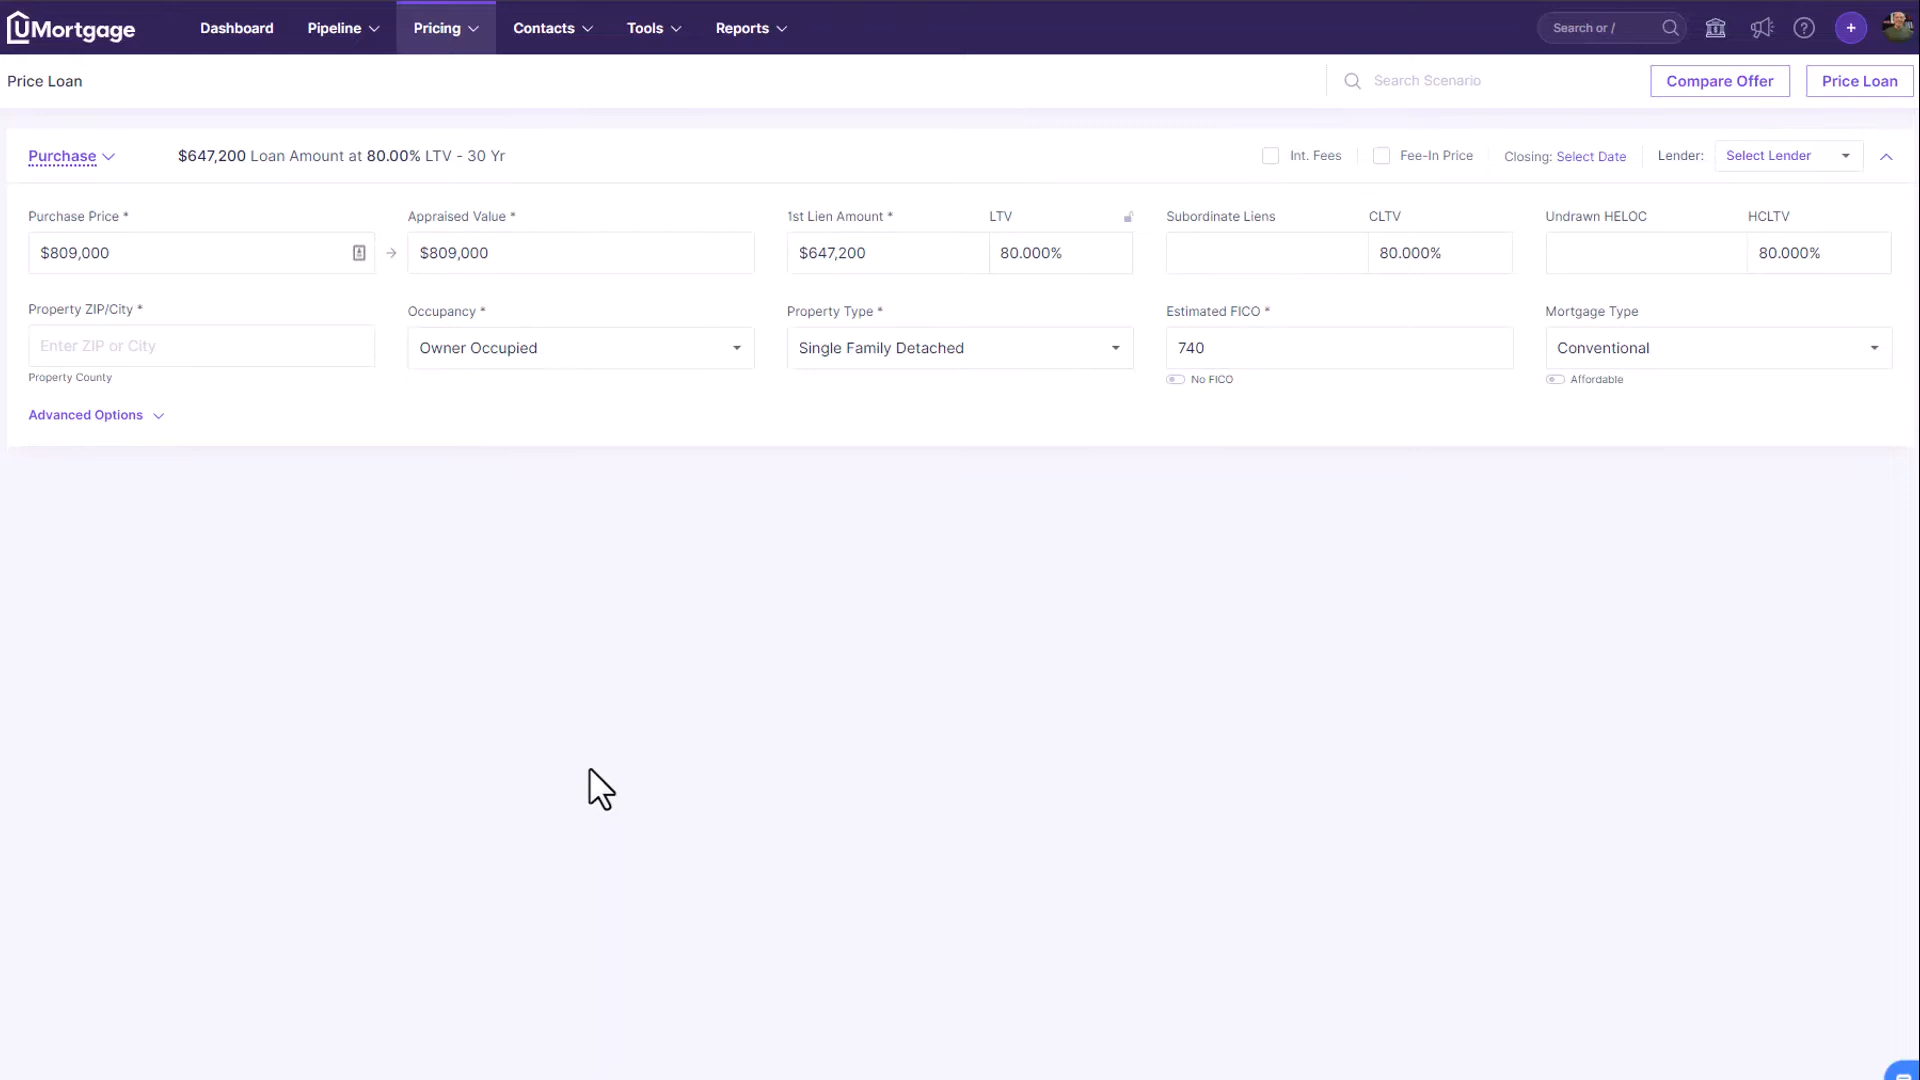 UMortgage Dashboard Pipeline Pricing Contacts Tools Reports Search or / +
Price Loan Search Scenario Compare Offer Price Loan
Purchase $647,200 Loan Amount at 80.00% LTV - 30 Yr Int. Fees Fee-In Price Closing: Select Date Lender: Select Lender
Purchase Price * Appraised Value * 1st Lien Amount * LTV Subordinate Liens CLTV Undrawn HELOC HCLTV
$809,000 $809,000 $647,200 80.000% 80.000% 80.000%
Property ZIP/City * Occupancy * Property Type * Estimated FICO * Mortgage Type
Enter ZIP or City Owner Occupied Single Family Detached 740 Conventional
Property County No FICO Affordable
Advanced Options